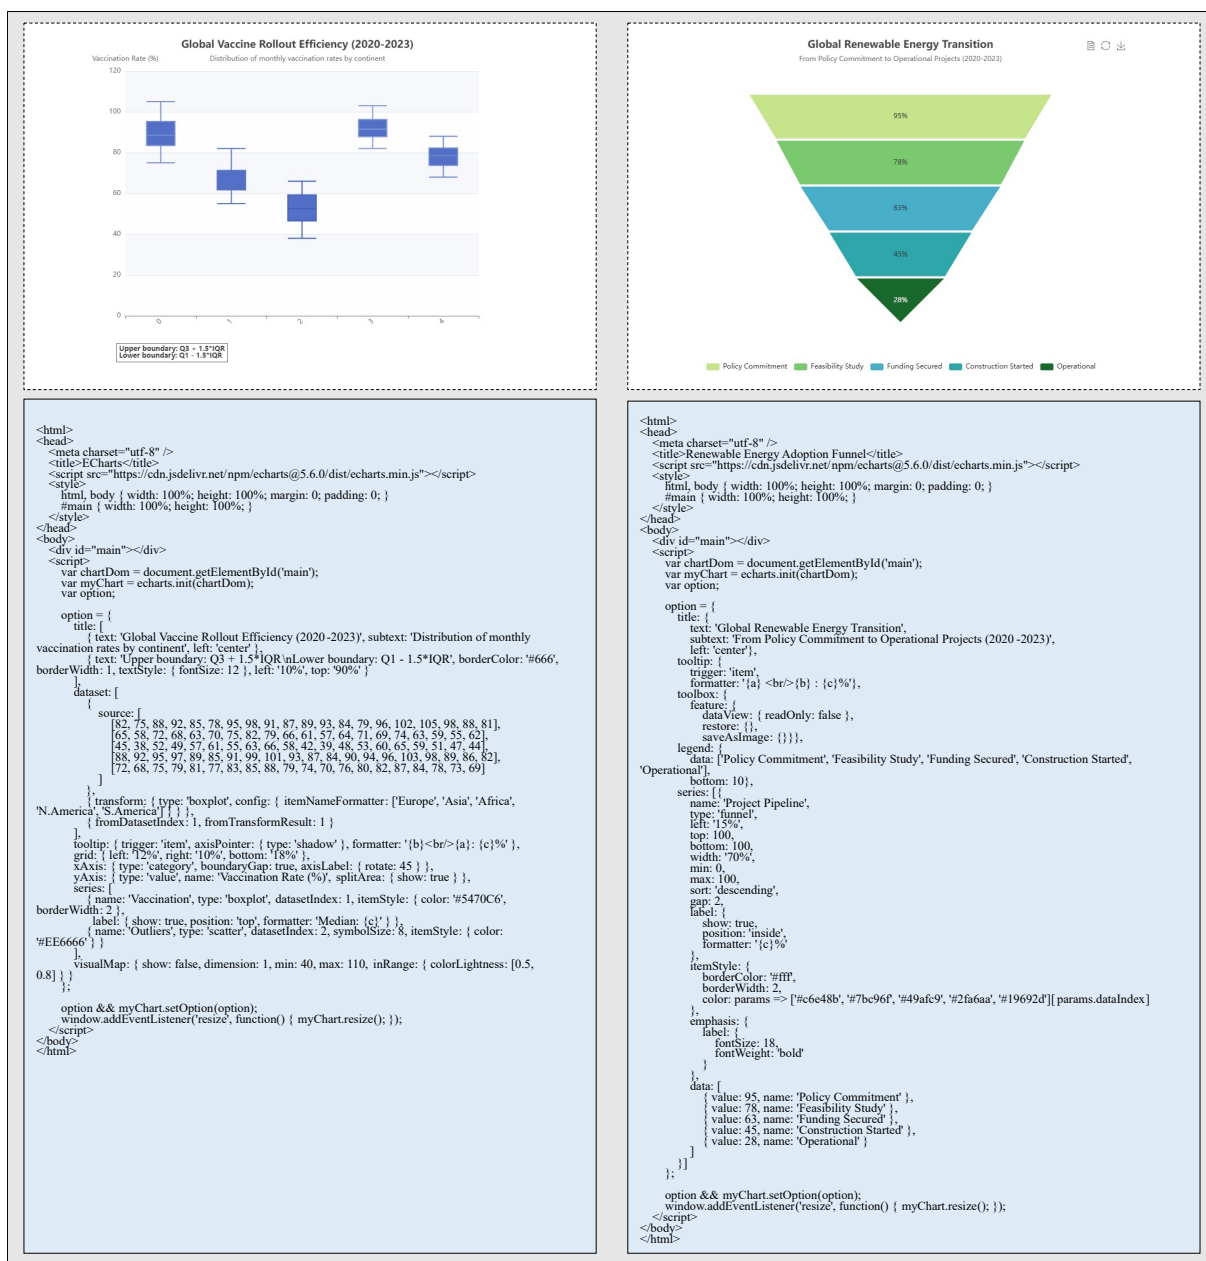 Global Vaccine Rollout Efficiency (2020-2023)
Vaccination Rate (%)
Distribution of monthly vaccination rates by continent
120
100
80
60
40
20
0
0
1
2
3
4
Upper boundary: Q3 + 1.5*IQR
Lower boundary: Q1 - 1.5*IQR
Global Renewable Energy Transition
From Policy Commitment to Operational Projects (2020-2023)
95%
78%
63%
45%
28%
Policy Commitment
Feasibility Study
Funding Secured
Construction Started
Operational
<html>
<head>
<meta charset="utf-8" />
<title>ECharts</title>
<script src="https://cdn.jsdelivr.net/npm/echarts@5.6.0/dist/echarts.min.js"></script>
<style>
html, body { width: 100%; height: 100%; margin: 0; padding: 0; }
#main { width: 100%; height: 100%; }
</style>
</head>
<body>
<div id="main"></div>
<script>
var chartDom = document.getElementById('main');
var myChart = echarts.init(chartDom);
var option;
option = {
title: [
{ text: 'Global Vaccine Rollout Efficiency (2020-2023)', subtext: 'Distribution of monthly
vaccination rates by continent', left: 'center' },
{ text: 'Upper boundary: Q3 + 1.5*IQR\nLower boundary: Q1 - 1.5*IQR', borderColor: '#666',
borderWidth: 1, textStyle: { fontSize: 12 }, left: '10%', top: '90%' }
],
dataset: [
{
source: [
[82, 75, 88, 92, 85, 78, 95, 98, 91, 87, 89, 93, 84, 79, 96, 102, 105, 98, 88, 81],
[65, 58, 72, 68, 63, 70, 75, 82, 79, 66, 61, 57, 64, 71, 69, 74, 63, 59, 55, 62],
[45, 38, 52, 49, 57, 61, 55, 63, 66, 58, 42, 39, 48, 53, 60, 65, 59, 51, 47, 44],
[88, 92, 95, 97, 89, 85, 91, 99, 101, 93, 87, 84, 90, 94, 96, 103, 98, 89, 86, 82],
[72, 68, 75, 79, 81, 77, 83, 85, 88, 79, 74, 70, 76, 80, 82, 87, 84, 78, 73, 69]
]
},
{ transform: { type: 'boxplot', config: { itemNameFormatter: ['Europe', 'Asia', 'Africa',
'N.America', 'S.America'] } } },
{ fromDatasetIndex: 1, fromTransformResult: 1 }
],
tooltip: { trigger: 'item', axisPointer: { type: 'shadow' }, formatter: '{b}<br/>{a}: {c}%' },
grid: { left: '12%', right: '10%', bottom: '18%' },
xAxis: { type: 'category', boundaryGap: true, axisLabel: { rotate: 45 } },
yAxis: { type: 'value', name: 'Vaccination Rate (%)', splitArea: { show: true } },
series: [
{ name: 'Vaccination', type: 'boxplot', datasetIndex: 1, itemStyle: { color: '#5470C6',
borderWidth: 2 },
label: { show: true, position: 'top', formatter: 'Median: {c}' } },
{ name: 'Outliers', type: 'scatter', datasetIndex: 2, symbolSize: 8, itemStyle: { color:
'#EE6666' } }
],
visualMap: { show: false, dimension: 1, min: 40, max: 110, inRange: { colorLightness: [0.5,
0.8] } }
};
option && myChart.setOption(option);
window.addEventListener('resize', function() { myChart.resize(); });
</script>
</body>
</html>
<html>
<head>
<meta charset="utf-8" />
<title>Renewable Energy Adoption Funnel</title>
<script src="https://cdn.jsdelivr.net/npm/echarts@5.6.0/dist/echarts.min.js"></script>
<style>
html, body { width: 100%; height: 100%; margin: 0; padding: 0; }
#main { width: 100%; height: 100%; }
</style>
</head>
<body>
<div id="main"></div>
<script>
var chartDom = document.getElementById('main');
var myChart = echarts.init(chartDom);
var option;
option = {
title: {
text: 'Global Renewable Energy Transition',
subtext: 'From Policy Commitment to Operational Projects (2020-2023)',
left: 'center'},
tooltip: {
trigger: 'item',
formatter: '{a} <br/>{b} : {c}%'},
toolbox: {
feature: {
dataView: { readOnly: false },
restore: {},
saveAsImage: {}}},
legend: {
data: ['Policy Commitment', 'Feasibility Study', 'Funding Secured', 'Construction Started',
'Operational'],
bottom: 10},
series: [{
name: 'Project Pipeline',
type: 'funnel',
left: '15%',
top: 100,
bottom: 100,
width: '70%',
min: 0,
max: 100,
sort: 'descending',
gap: 2,
label: {
show: true,
position: 'inside',
formatter: '{c}%'
},
itemStyle: {
borderColor: '#fff',
borderWidth: 2,
color: params => ['#c6e48b', '#7bc96f', '#49afc9', '#2fa6aa', '#19692d'][params.dataIndex]
},
emphasis: {
label: {
fontSize: 18,
fontWeight: 'bold'
}
},
data: [
{ value: 95, name: 'Policy Commitment' },
{ value: 78, name: 'Feasibility Study' },
{ value: 63, name: 'Funding Secured' },
{ value: 45, name: 'Construction Started' },
{ value: 28, name: 'Operational' }
]
}]
};
option && myChart.setOption(option);
window.addEventListener('resize', function() { myChart.resize(); });
</script>
</body>
</html>